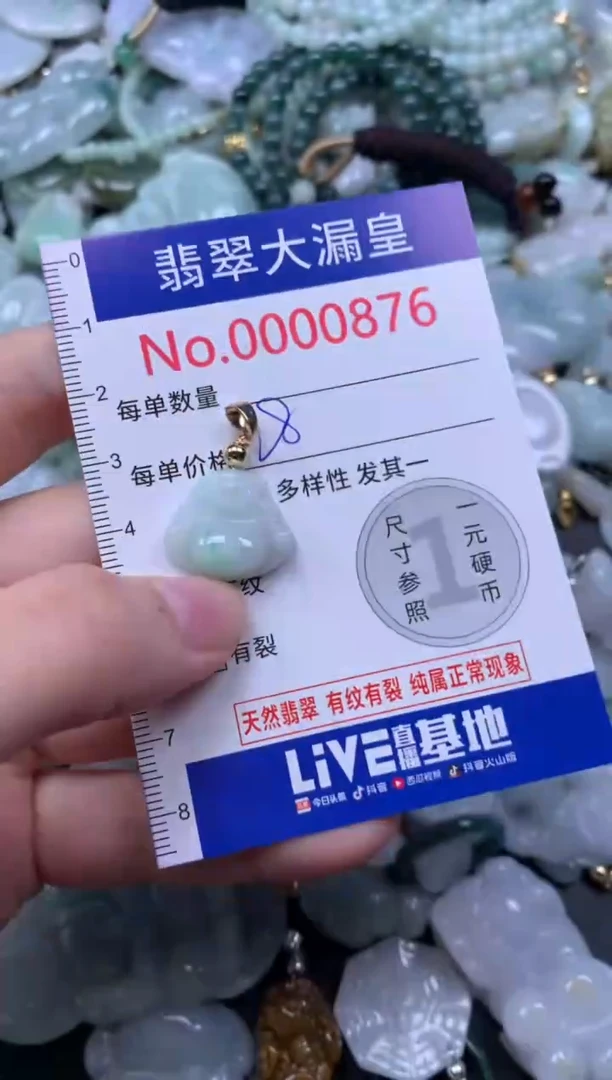 翡翠大漏皇
No.0000876
每单数量
8
每单价格
多样性 发其一
纹
有裂
尺寸参照
一元硬币
1
天然翡翠 有纹有裂 纯属正常现象
LiVE直播基地
今日头条 抖音 西瓜视频 抖音火山版
0
1
2
3
4
7
8